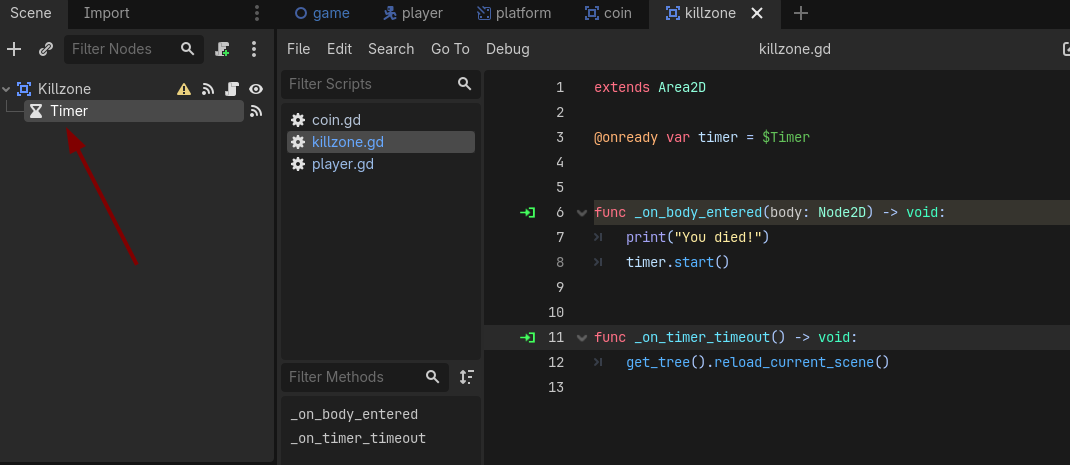 Scene Import game player platform coin killzone
Filter Nodes File Edit Search Go To Debug killzone.gd
Killzone
Timer
Filter Scripts
coin.gd
killzone.gd
player.gd
Filter Methods
_on_body_entered
_on_timer_timeout
1 extends Area2D
2
3 @onready var timer = $Timer
4
5
6 func _on_body_entered(body: Node2D) -> void:
7 print("You died!")
8 timer.start()
9
10
11 func _on_timer_timeout() -> void:
12 get_tree().reload_current_scene()
13